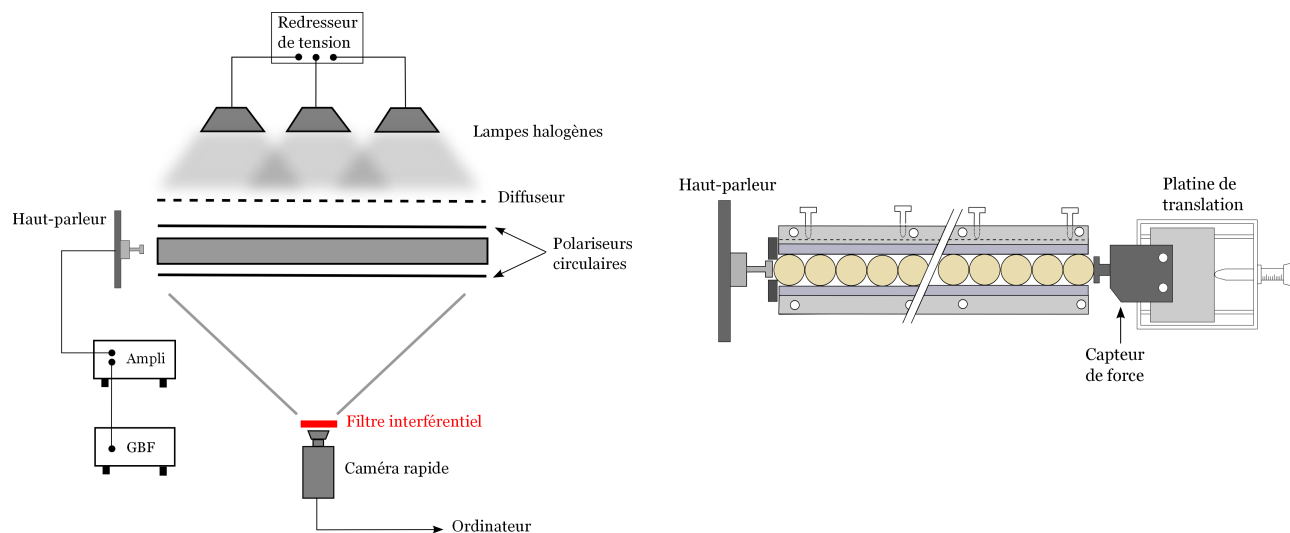 Redresseur
de tension
Lampes halogènes
Diffuseur
Haut-parleur
Polariseurs
circulaires
Ampli
Filtre interférentiel
GBF
Caméra rapide
Ordinateur
Haut-parleur
Platine de
translation
Capteur
de force